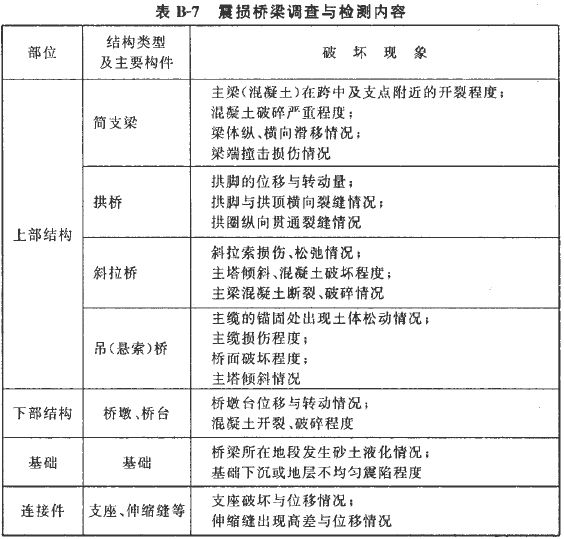 表 B-7 震损桥梁调查与检测内容
部位
结构类型
及主要构件
破坏现象
上部结构
简支梁
主梁(混凝土)在跨中及支点附近的开裂程度;
混凝土破碎严重程度;
梁体纵、横向滑移情况;
梁端撞击损伤情况
拱桥
拱脚的位移与转动量;
拱脚与拱顶横向裂缝情况;
拱圈纵向贯通裂缝情况
斜拉桥
斜拉索损伤、松弛情况;
主塔倾斜、混凝土破坏程度;
主梁混凝土断裂、破碎情况
吊(悬索)桥
主缆的锚固处出现土体松动情况;
主缆损伤程度;
桥面破坏程度;
主塔倾斜情况
下部结构
桥墩、桥台
桥墩台位移与转动情况;
混凝土开裂、破碎程度
基础
基础
桥梁所在地段发生砂土液化情况;
基础下沉或地层不均匀震陷程度
连接件
支座、伸缩缝等
支座破坏与位移情况;
伸缩缝出现高差与位移情况